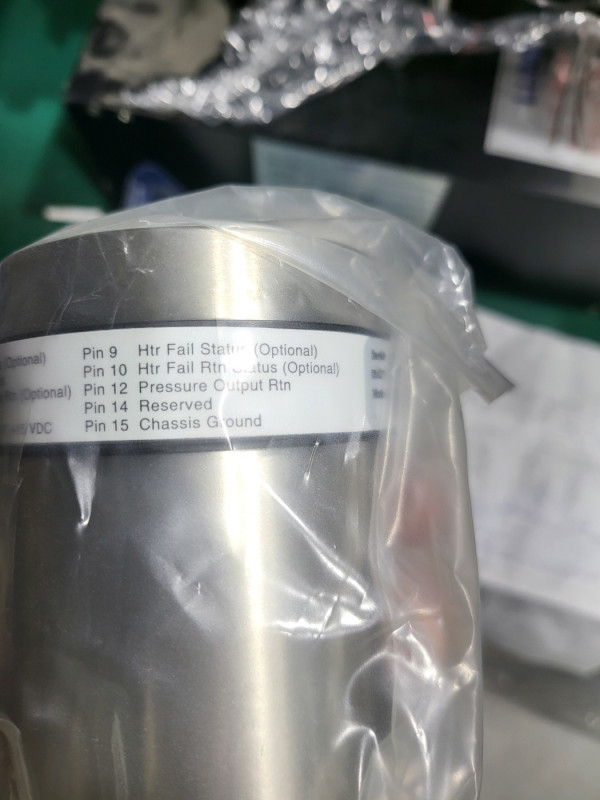 (Optional)
(Optional)
VDC
Pin 9 Htr Fail Status (Optional)
Pin 10 Htr Fail Rtn Status (Optional)
Pin 12 Pressure Output Rtn
Pin 14 Reserved
Pin 15 Chassis Ground